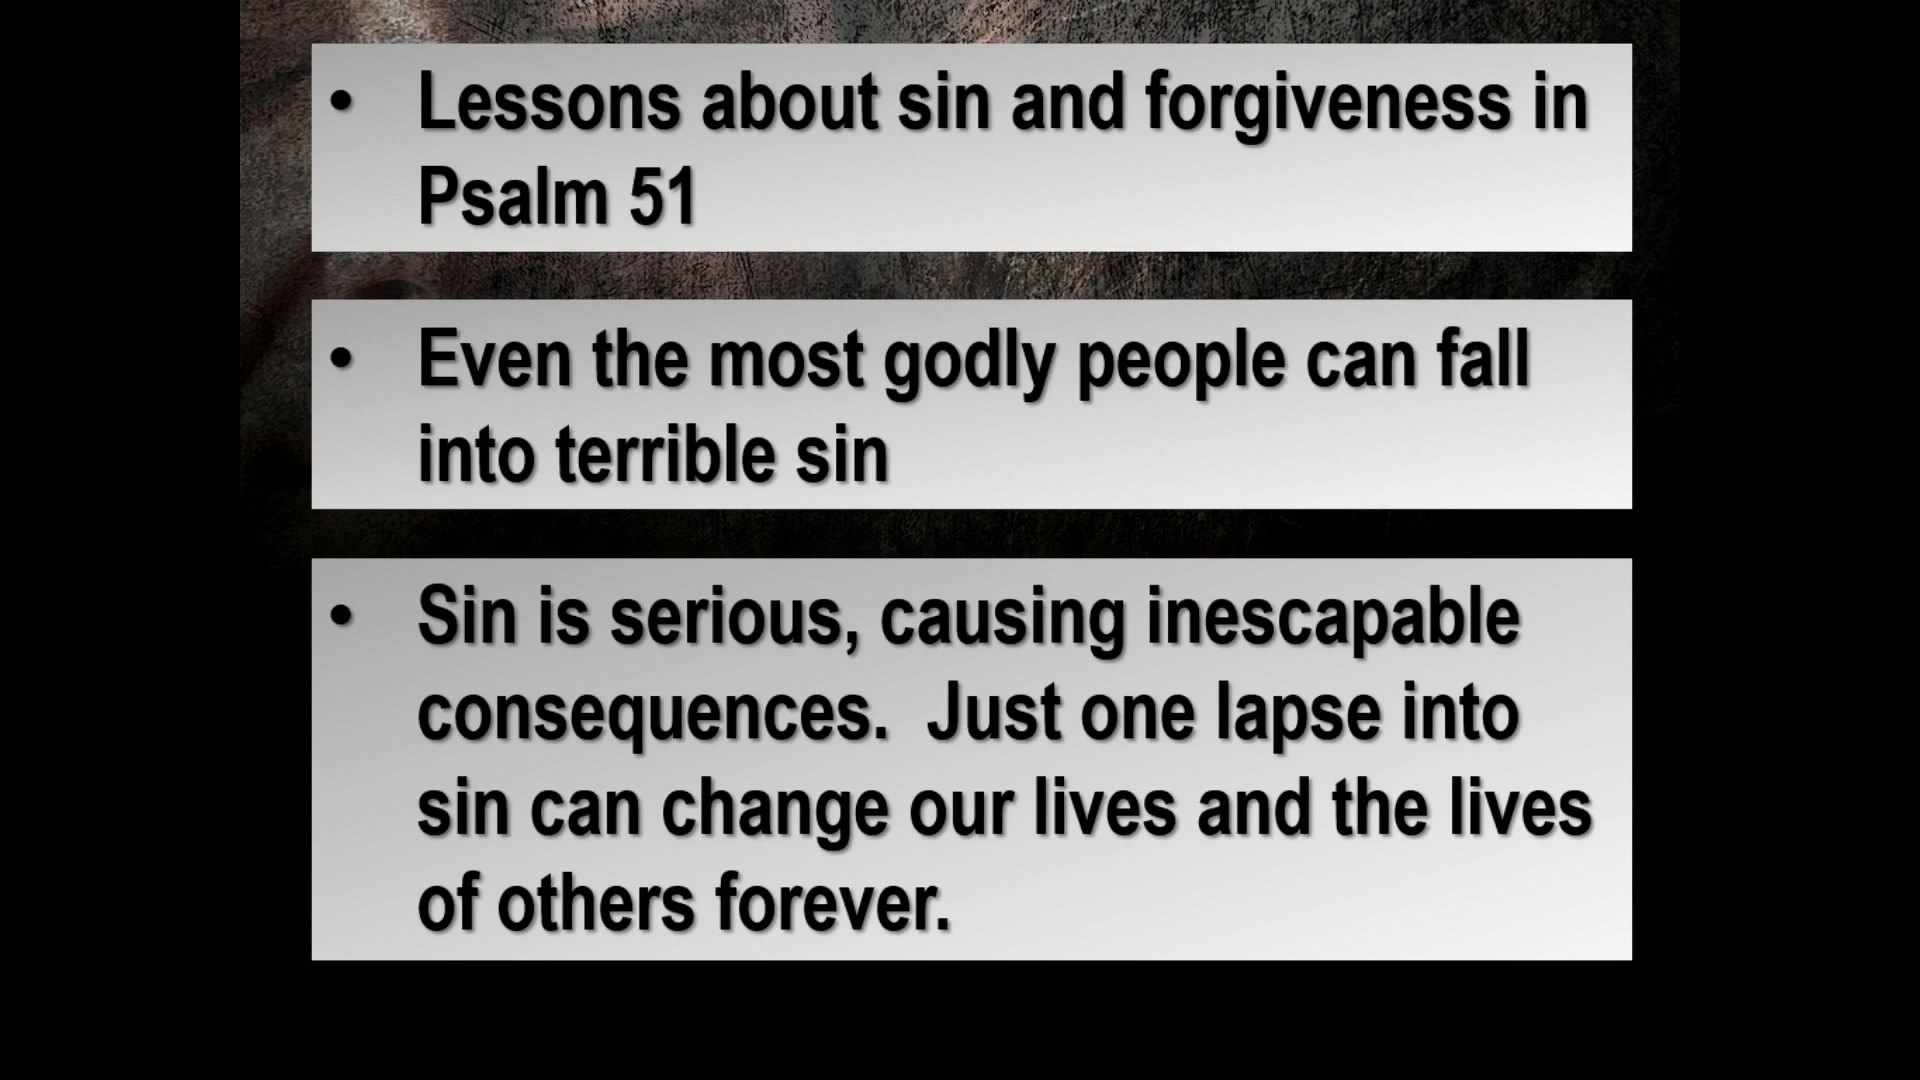 • Lessons about sin and forgiveness in
Psalm 51
• Even the most godly people can fall
into terrible sin
• Sin is serious, causing inescapable
consequences.  Just one lapse into
sin can change our lives and the lives
of others forever.